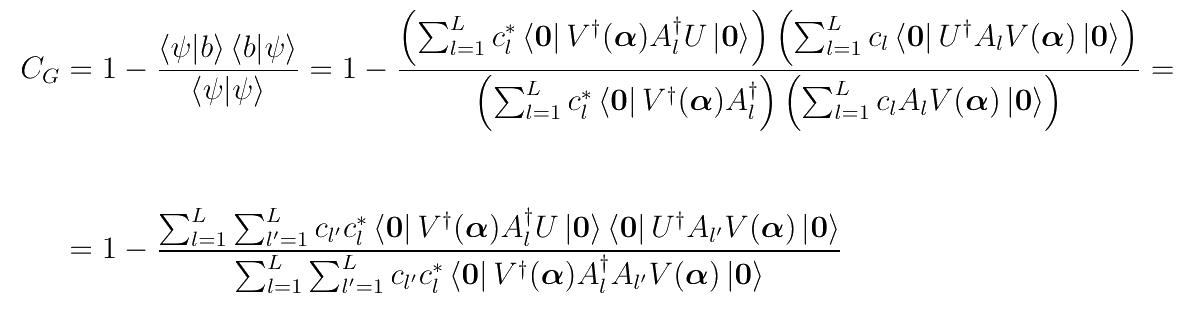 $C_G = 1 - \frac{\langle\psi|b\rangle\,\langle b|\psi\rangle}{\langle\psi|\psi\rangle} = 1 - \frac{\left(\sum_{l=1}^{L} c_l^* \langle\mathbf{0}|\,V^\dagger(\boldsymbol{\alpha})A_l^\dagger U\,|\mathbf{0}\rangle\right)\left(\sum_{l=1}^{L} c_l \langle\mathbf{0}|\,U^\dagger A_l V(\boldsymbol{\alpha})\,|\mathbf{0}\rangle\right)}{\left(\sum_{l=1}^{L} c_l^* \langle\mathbf{0}|\,V^\dagger(\boldsymbol{\alpha})A_l^\dagger\right)\left(\sum_{l=1}^{L} c_l A_l V(\boldsymbol{\alpha})\,|\mathbf{0}\rangle\right)} =$
$= 1 - \frac{\sum_{l=1}^{L}\sum_{l'=1}^{L} c_{l'}c_l^* \langle\mathbf{0}|\,V^\dagger(\boldsymbol{\alpha})A_l^\dagger U\,|\mathbf{0}\rangle\,\langle\mathbf{0}|\,U^\dagger A_{l'}V(\boldsymbol{\alpha})\,|\mathbf{0}\rangle}{\sum_{l=1}^{L}\sum_{l'=1}^{L} c_{l'}c_l^* \langle\mathbf{0}|\,V^\dagger(\boldsymbol{\alpha})A_l^\dagger A_{l'}V(\boldsymbol{\alpha})\,|\mathbf{0}\rangle}$